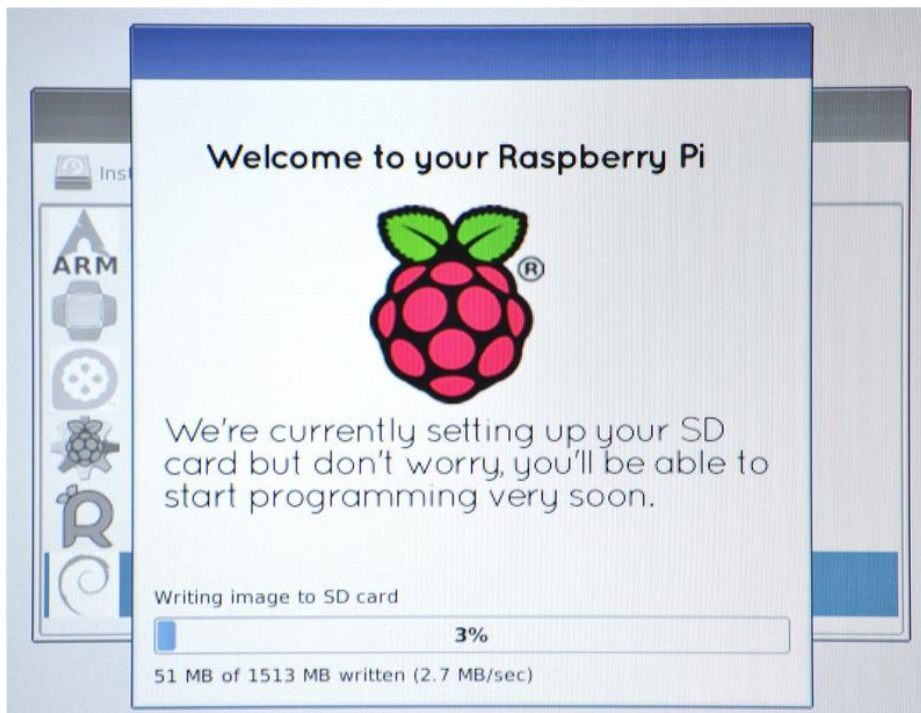 Welcome to your Raspberry Pi
®
Inst
ARM
We're currently setting up your SD
card but don't worry, you'll be able to
start programming very soon.
Writing image to SD card
3%
51 MB of 1513 MB written (2.7 MB/sec)